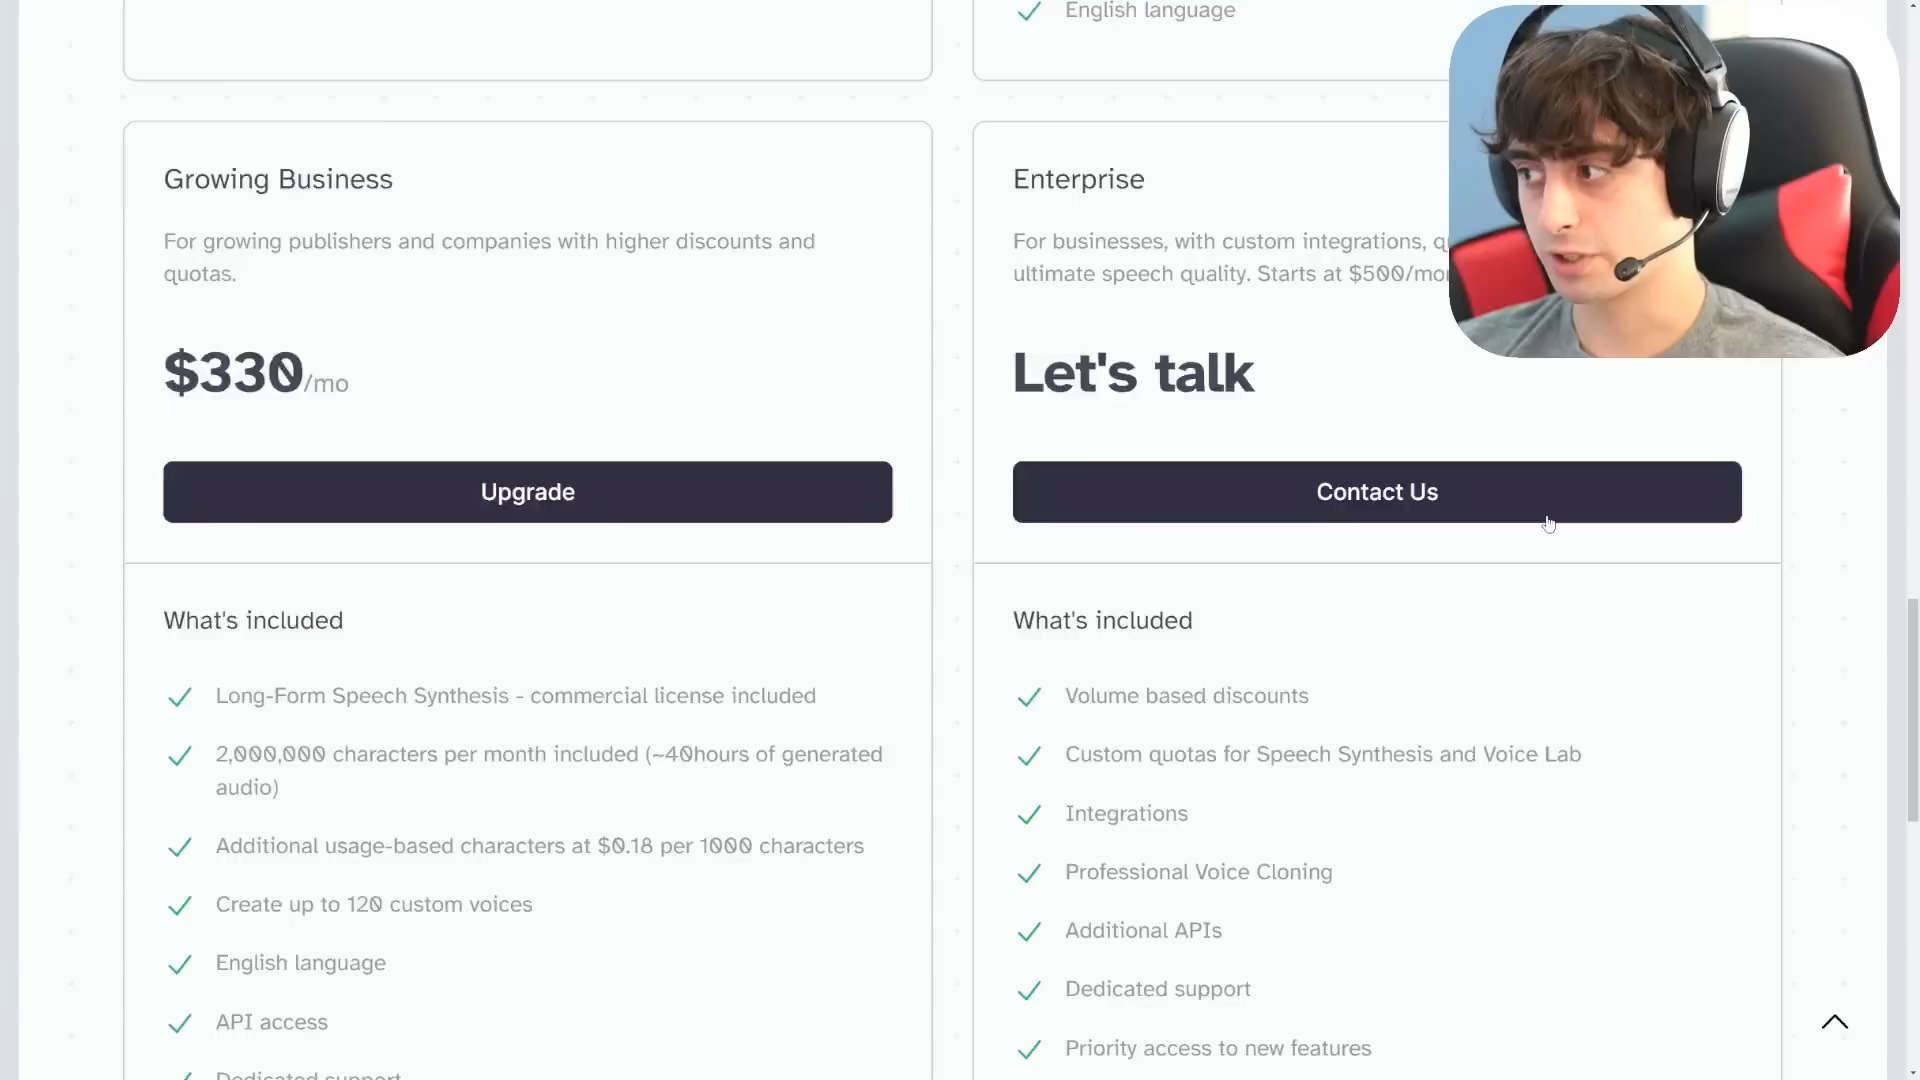 English language
Growing Business
For growing publishers and companies with higher discounts and
quotas.
$330/mo
Upgrade
What's included
Long-Form Speech Synthesis - commercial license included
2,000,000 characters per month included (~40hours of generated
audio)
Additional usage-based characters at $0.18 per 1000 characters
Create up to 120 custom voices
English language
API access
Dedicated support
Enterprise
For businesses, with custom integrations,
ultimate speech quality. Starts at
Let's talk
Contact Us
What's included
Volume based discounts
Custom quotas for Speech Synthesis and Voice Lab
Integrations
Professional Voice Cloning
Additional APIs
Dedicated support
Priority access to new features